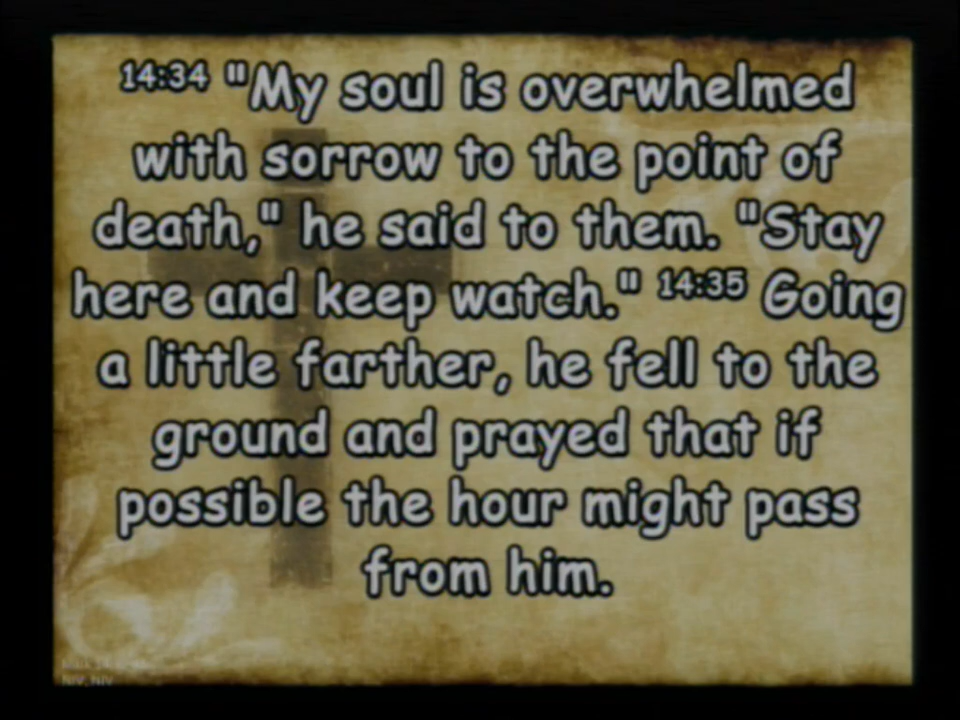 14:34 "My soul is overwhelmed
with sorrow to the point of
death," he said to them. "Stay
here and keep watch." 14:35 Going
a little farther, he fell to the
ground and prayed that if
possible the hour might pass
from him.
NIV, NIV